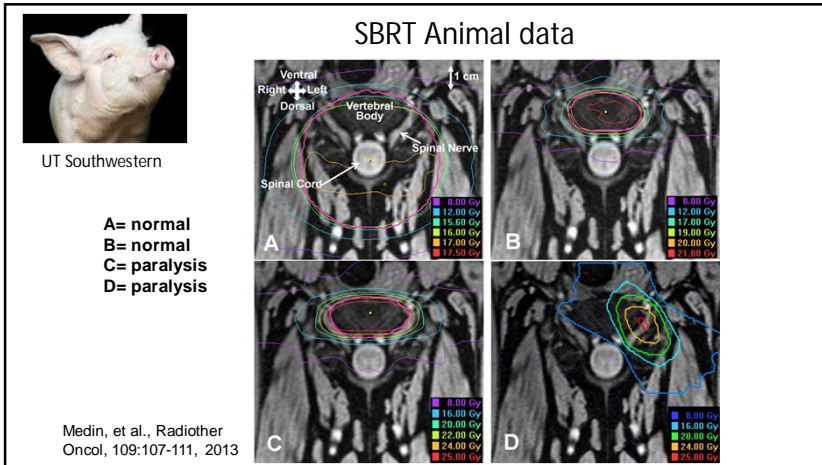 SBRT Animal data
UT Southwestern
A= normal
B= normal
C= paralysis
D= paralysis
Medin, et al., Radiother
Oncol, 109:107-111, 2013
Ventral
Right Left
Dorsal
1 cm
Vertebral
Body
Spinal Nerve
Spinal Cord
A
8.00 Gy
12.00 Gy
15.60 Gy
16.00 Gy
17.00 Gy
17.50 Gy
B
8.00 Gy
12.00 Gy
17.00 Gy
19.00 Gy
20.00 Gy
21.00 Gy
C
8.00 Gy
16.00 Gy
20.00 Gy
22.00 Gy
24.00 Gy
25.00 Gy
D
8.00 Gy
16.00 Gy
20.00 Gy
24.00 Gy
25.00 Gy